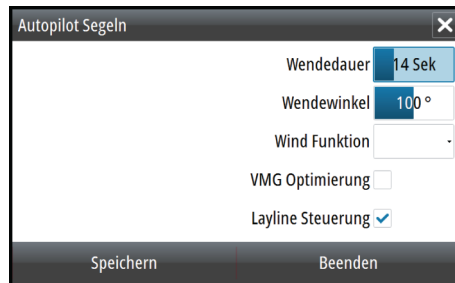 Autopilot Segeln
Wendedauer 14 Sek
Wendewinkel 100 °
Wind Funktion
VMG Optimierung
Layline Steuerung
Speichern Beenden